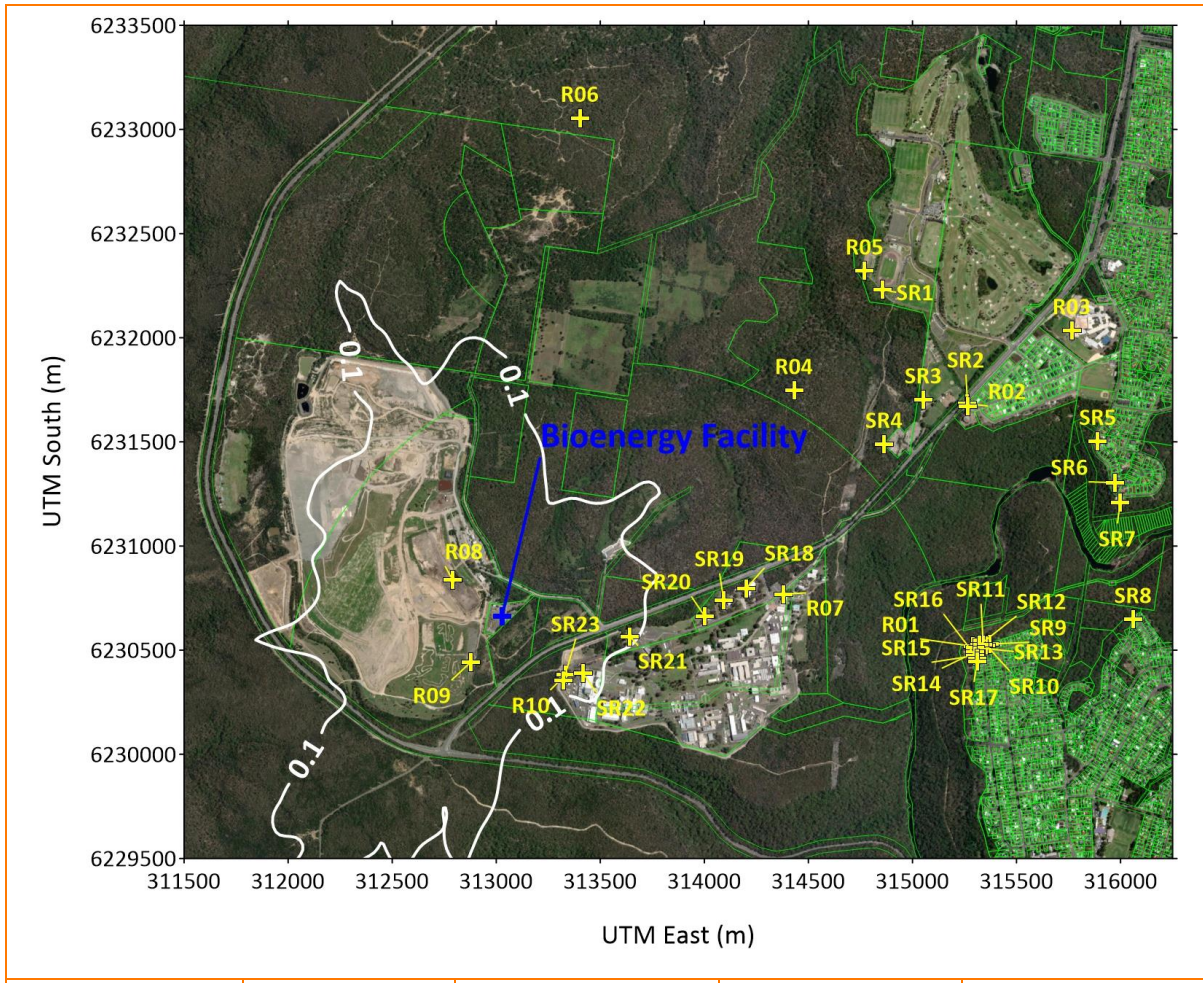 6233500
6233000
6232500
6232000
6231500
6231000
6230500
6230000
6229500
UTM South (m)
R06
R05
SR1
R03
0.1
0.1
R04
SR2
SR3
R02
SR4
SR5
Bioenergy Facility
SR6
SR7
R08
SR19
SR18
SR20
R07
SR11
SR16
SR12
SR8
R01
SR9
SR23
SR21
SR15
SR13
R09
SR14
SR10
SR17
R10
SR22
0.1
0.1
311500 312000 312500 313000 313500 314000 314500 315000 315500 316000
UTM East (m)